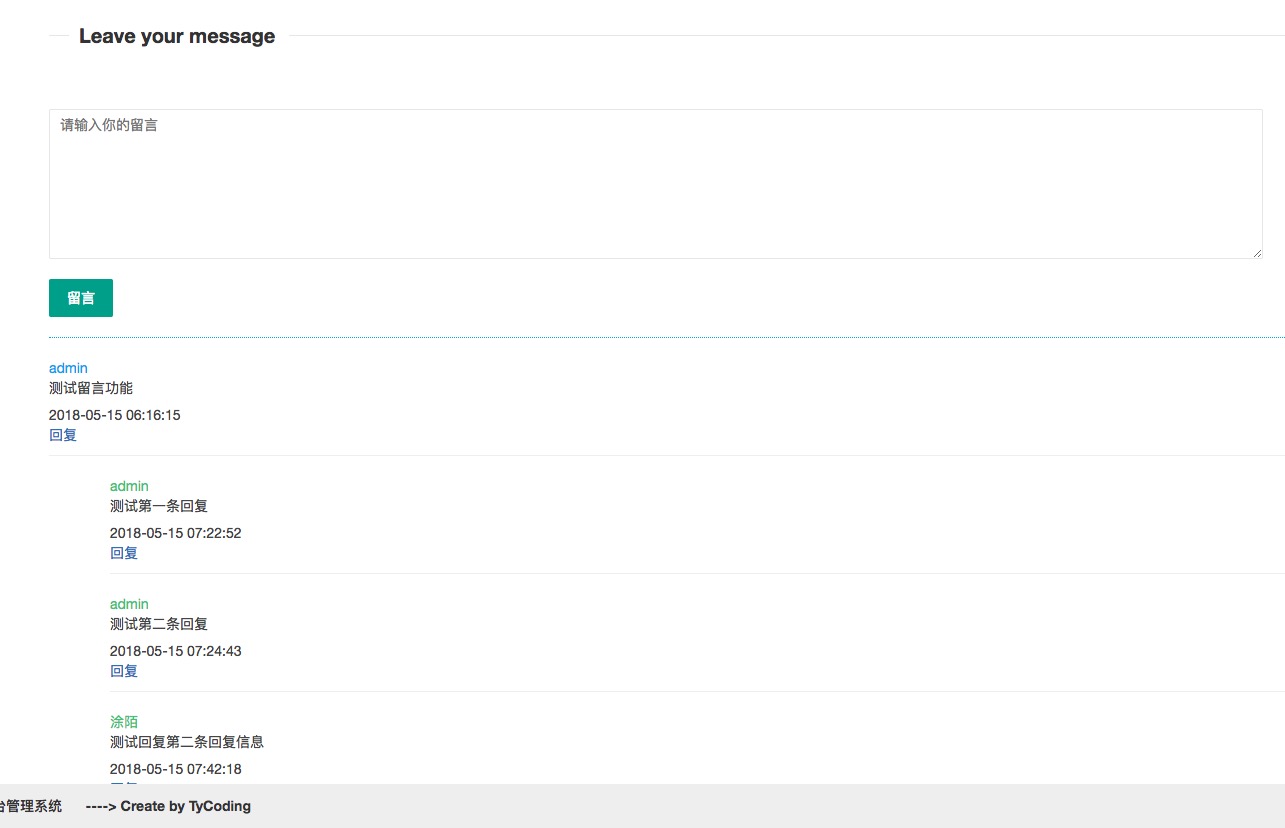 Leave your message
请输入你的留言
留言
admin
测试留言功能
2018-05-15 06:16:15
回复
admin
测试第一条回复
2018-05-15 07:22:52
回复
admin
测试第二条回复
2018-05-15 07:24:43
回复
涂陌
测试回复第二条回复信息
2018-05-15 07:42:18
台管理系统 ----> Create by TyCoding